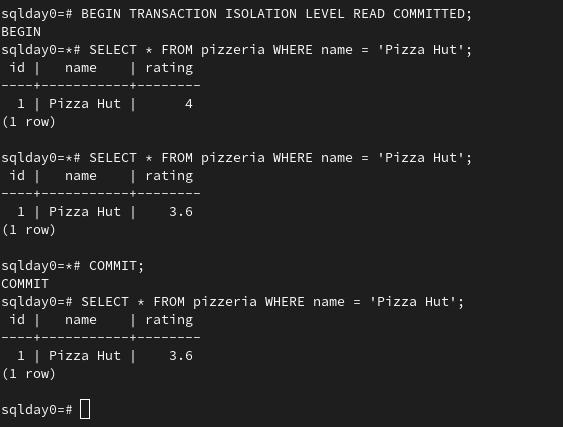 sqlday0=# BEGIN TRANSACTION ISOLATION LEVEL READ COMMITTED;
BEGIN
sqlday0=*# SELECT * FROM pizzeria WHERE name = 'Pizza Hut';
 id |   name    | rating
----+-----------+--------
  1 | Pizza Hut |      4
(1 row)

sqlday0=*# SELECT * FROM pizzeria WHERE name = 'Pizza Hut';
 id |   name    | rating
----+-----------+--------
  1 | Pizza Hut |    3.6
(1 row)

sqlday0=*# COMMIT;
COMMIT
sqlday0=# SELECT * FROM pizzeria WHERE name = 'Pizza Hut';
 id |   name    | rating
----+-----------+--------
  1 | Pizza Hut |    3.6
(1 row)

sqlday0=#